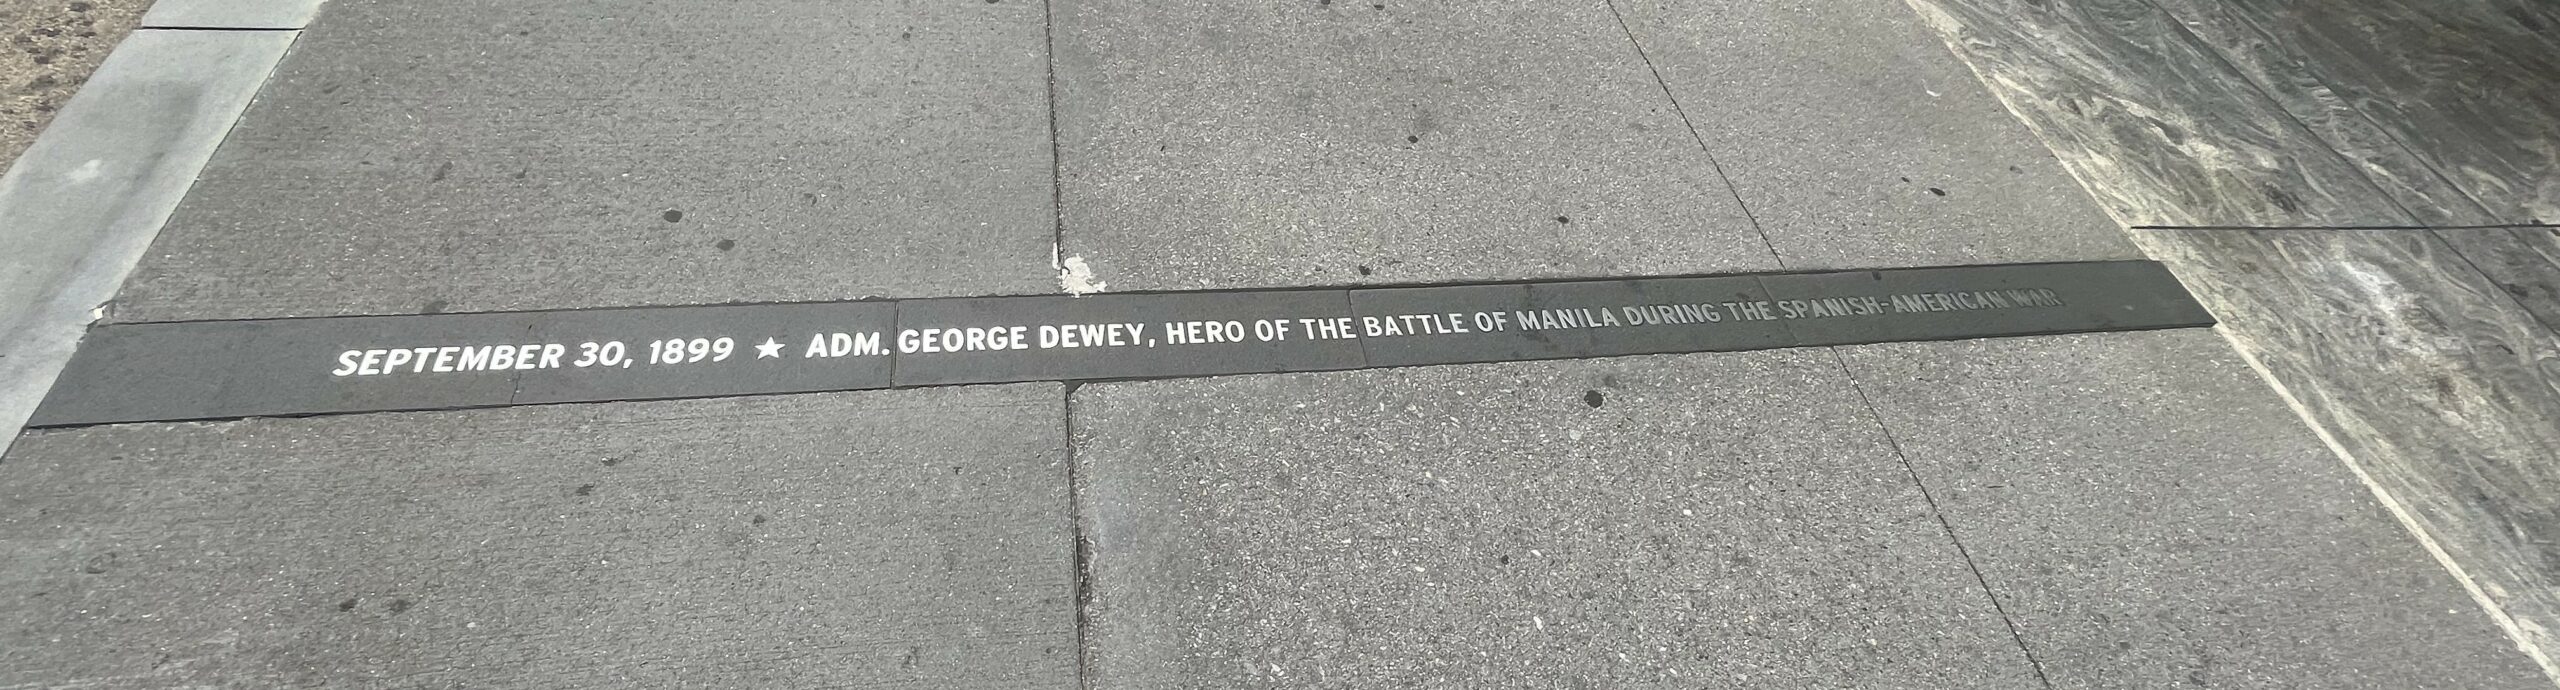 SEPTEMBER 30, 1899 ★ ADM. GEORGE DEWEY, HERO OF THE BATTLE OF MANILA DURING THE SPANISH-AMERICAN WAR